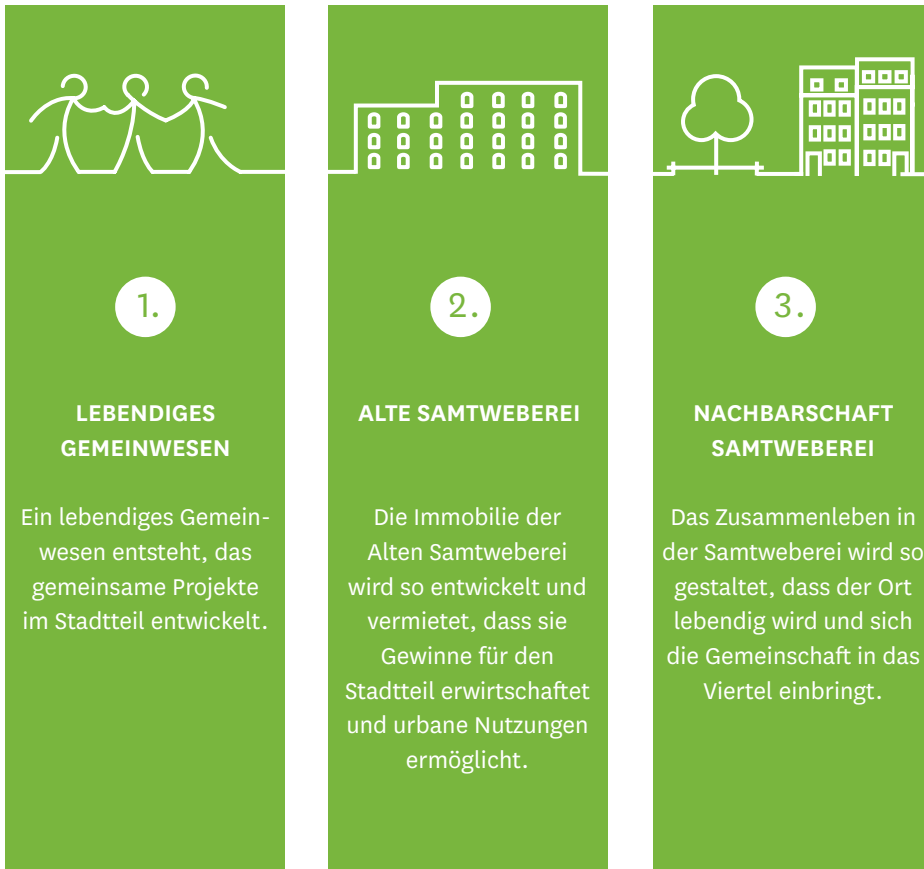 1.
LEBENDIGES
GEMEINWESEN
Ein lebendiges Gemein-
wesen entsteht, das
gemeinsame Projekte
im Stadtteil entwickelt.
2.
ALTE SAMTWEBEREI
Die Immobilie der
Alten Samtweberei
wird so entwickelt und
vermietet, dass sie
Gewinne für den
Stadtteil erwirtschaftet
und urbane Nutzungen
ermöglicht.
3.
NACHBARSCHAFT
SAMTWEBEREI
Das Zusammenleben in
der Samtweberei wird so
gestaltet, dass der Ort
lebendig wird und sich
die Gemeinschaft in das
Viertel einbringt.